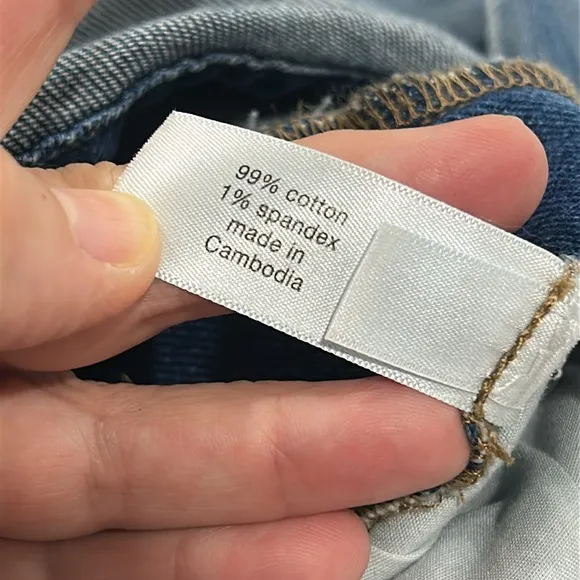 99% cotton
1% spandex
made in
Cambodia